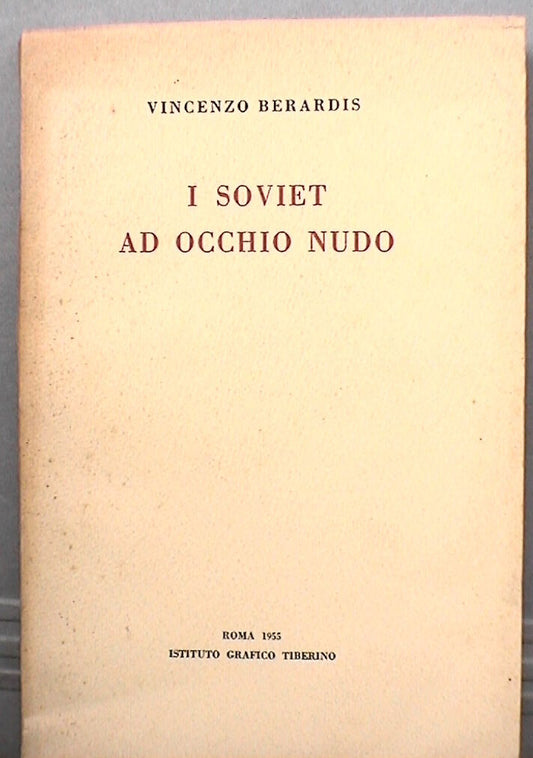 VINCENZO BERARDIS
I SOVIET
AD OCCHIO NUDO
ROMA 1955
ISTITUTO GRAFICO TIBERINO